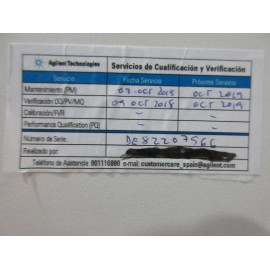 Agilent Technologies Servicios de Cualificación y Verificación
Servicio Fecha Servicio Próximo Servicio
Mantenimiento (PM) 09-OCT 2018 OCT 2019
Verificación OQ/PV/MQ 09 OCT 2018 OCT 2019
Calibración/FVR - -
Performance Qualification (PQ) - -
Número de Serie: DE82207566
Realizado por:
Teléfono de Asistencia: 901116890 e-mail: customercare_spain@agilent.com